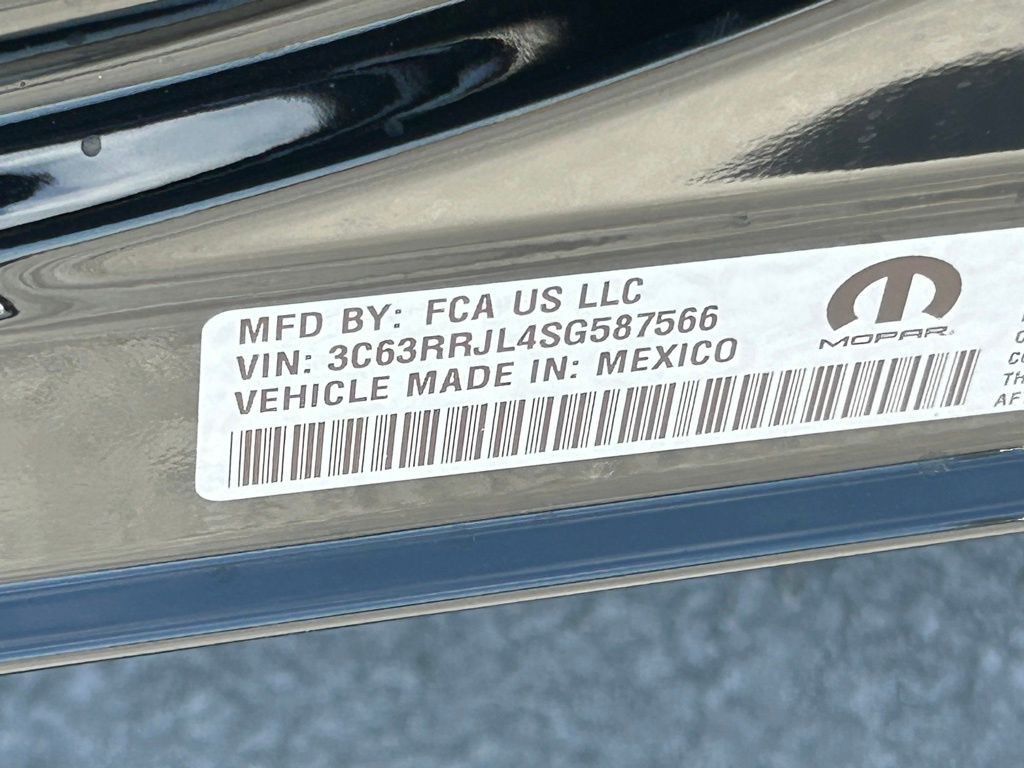 MFD BY: FCA US LLC
VIN: 3C63RRJL4SG587566
VEHICLE MADE IN: MEXICO
MOPAR